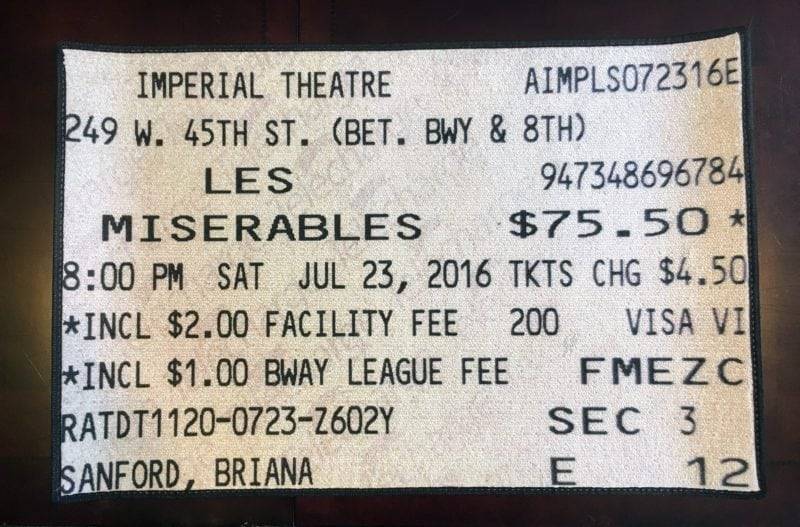 IMPERIAL THEATRE AIMPLS072316E
249 W. 45TH ST. (BET. BWY & 8TH)
LES 947348696784
MISERABLES $75.50 *
8:00 PM SAT JUL 23, 2016 TKTS CHG $4.50
*INCL $2.00 FACILITY FEE 200 VISA VI
*INCL $1.00 BWAY LEAGUE FEE FMEZC
RATDT1120-0723-Z602Y SEC 3
SANFORD, BRIANA E 12